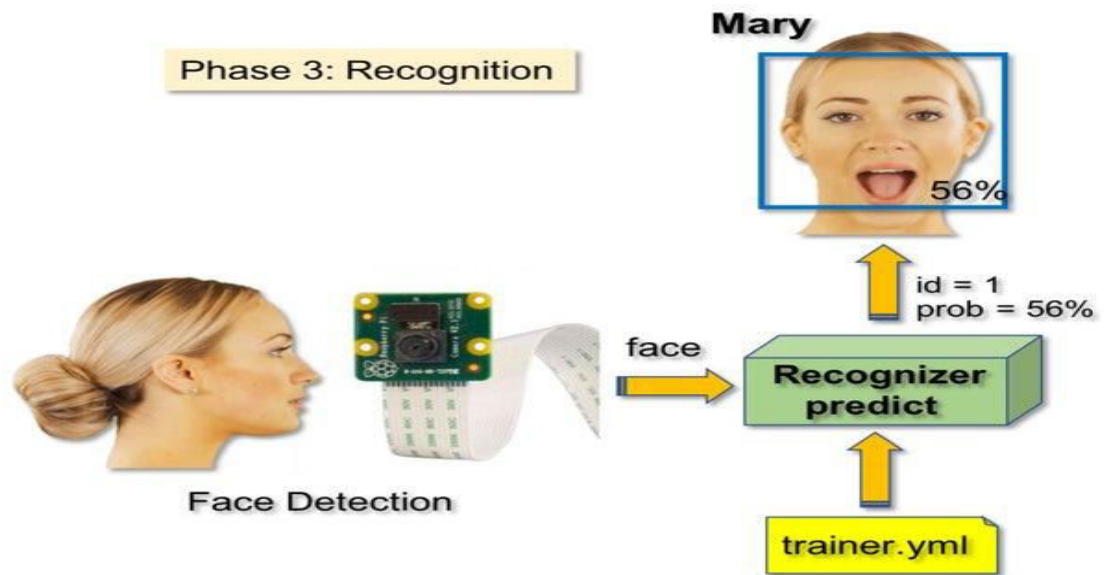 Mary
Phase 3: Recognition
56%
id = 1
prob = 56%
face
Recognizer
predict
Face Detection
trainer.yml